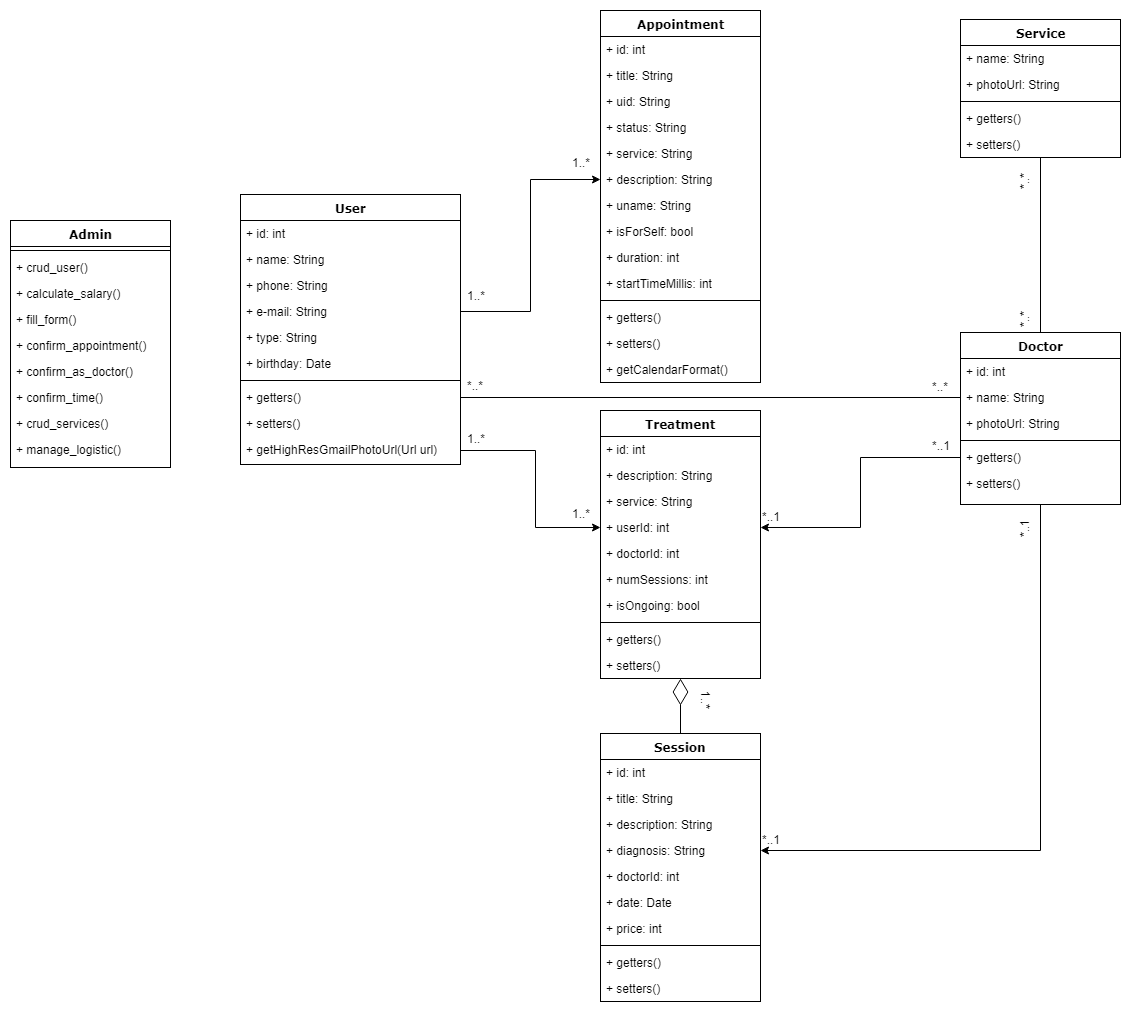 Appointment
+ id: int
+ title: String
+ uid: String
+ status: String
+ service: String
+ description: String
+ uname: String
+ isForSelf: bool
+ duration: int
+ startTimeMillis: int
+ getters()
+ setters()
+ getCalendarFormat()
Service
+ name: String
+ photoUrl: String
+ getters()
+ setters()
*..*
*..*
1..*
1..*
Admin
+ crud_user()
+ calculate_salary()
+ fill_form()
+ confirm_appointment()
+ confirm_as_doctor()
+ confirm_time()
+ crud_services()
+ manage_logistic()
User
+ id: int
+ name: String
+ phone: String
+ e-mail: String
+ type: String
+ birthday: Date
+ getters()
+ setters()
+ getHighResGmailPhotoUrl(Url url)
*..*
*..*
1..*
1..*
Doctor
+ id: int
+ name: String
+ photoUrl: String
+ getters()
+ setters()
*..1
*..1
*..1
*..1
Treatment
+ id: int
+ description: String
+ service: String
+ userId: int
+ doctorId: int
+ numSessions: int
+ isOngoing: bool
+ getters()
+ setters()
1..*
Session
+ id: int
+ title: String
+ description: String
+ diagnosis: String
+ doctorId: int
+ date: Date
+ price: int
+ getters()
+ setters()